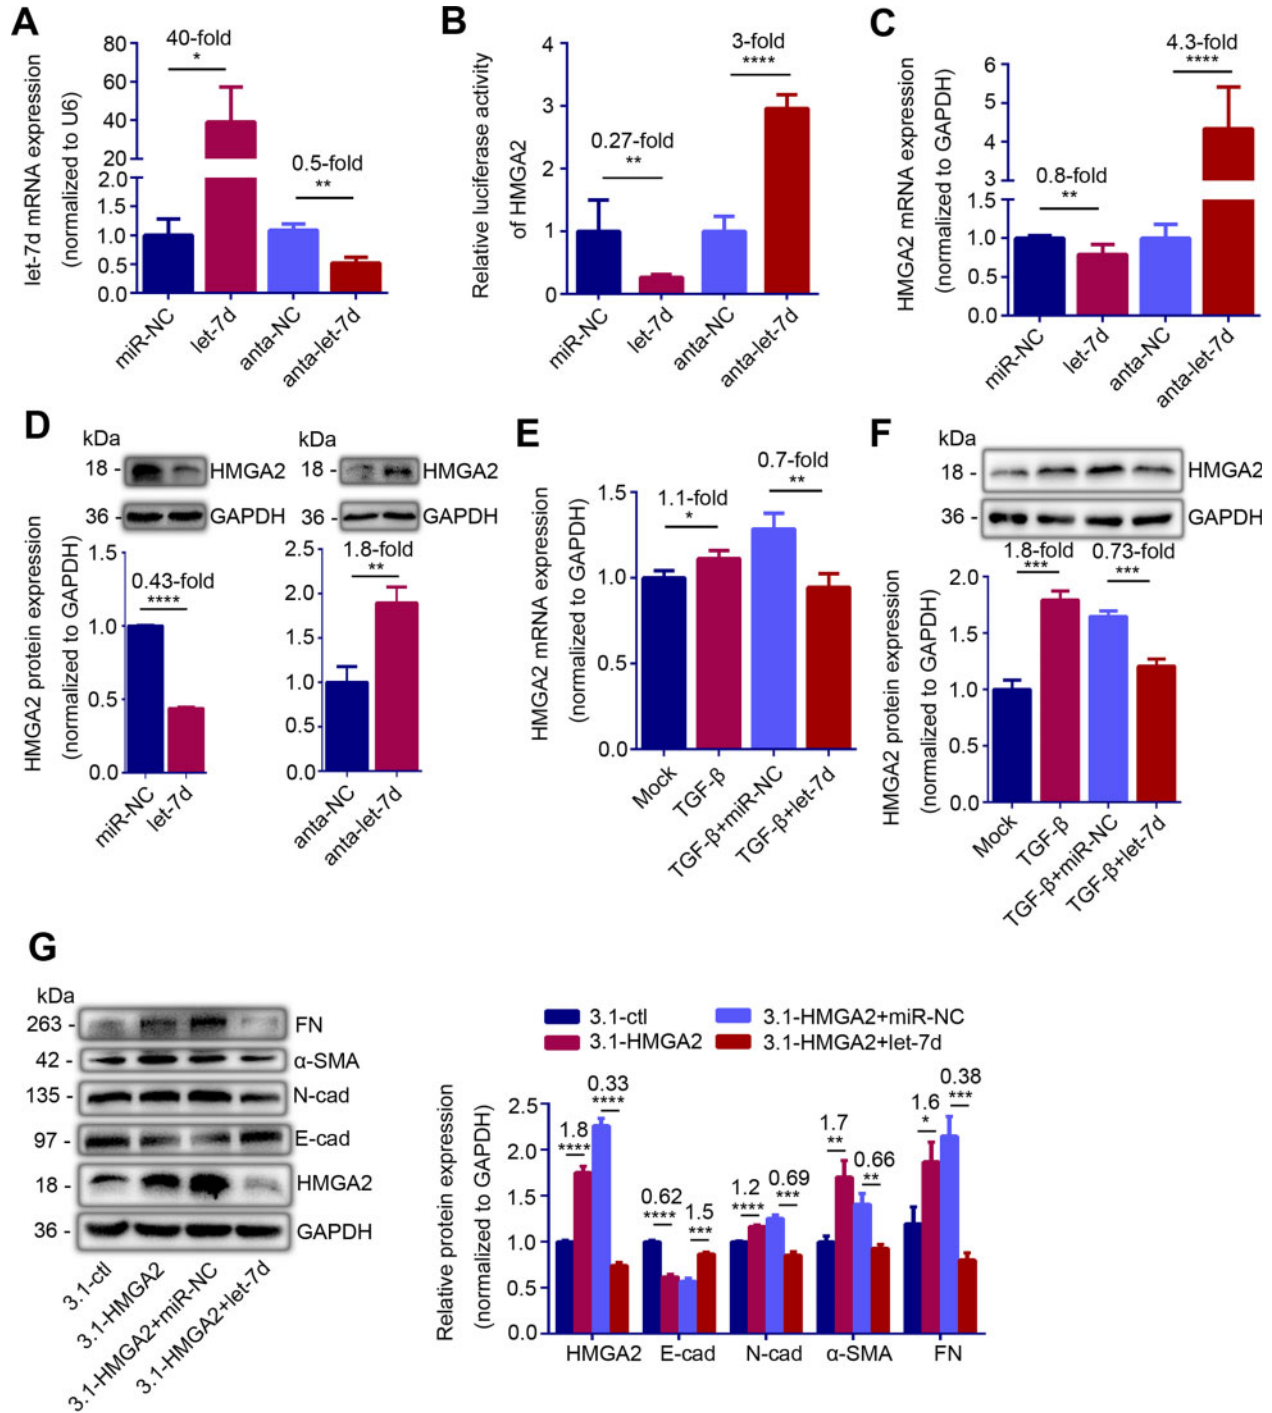 A
let-7d mRNA expression
(normalized to U6)
80
60
40
20
2.0
1.5
1.0
0.5
0.0
40-fold
*
0.5-fold
**
miR-NC
let-7d
anta-NC
anta-let-7d
B
Relative luciferase activity
of HMGA2
4
3
2
1
0
0.27-fold
**
3-fold
****
miR-NC
let-7d
anta-NC
anta-let-7d
C
HMGA2 mRNA expression
(normalized to GAPDH)
6
5
4
3
1.5
1.0
0.5
0.0
0.8-fold
**
4.3-fold
****
miR-NC
let-7d
anta-NC
anta-let-7d
D
kDa
18 -
HMGA2
36 -
GAPDH
HMGA2 protein expression
(normalized to GAPDH)
1.5
1.0
0.5
0.0
0.43-fold
****
miR-NC
let-7d
kDa
18 -
HMGA2
36 -
GAPDH
2.5
2.0
1.5
1.0
0.5
0.0
1.8-fold
**
anta-NC
anta-let-7d
E
HMGA2 mRNA expression
(normalized to GAPDH)
1.5
1.0
0.5
0.0
1.1-fold
*
0.7-fold
**
Mock
TGF-β
TGF-β+miR-NC
TGF-β+let-7d
F
kDa
18 -
HMGA2
36 -
GAPDH
HMGA2 protein expression
(normalized to GAPDH)
2.0
1.5
1.0
0.5
0.0
1.8-fold
***
0.73-fold
***
Mock
TGF-β
TGF-β+miR-NC
TGF-β+let-7d
G
kDa
263 -
FN
42 -
α-SMA
135 -
N-cad
97 -
E-cad
18 -
HMGA2
36 -
GAPDH
3.1-ctl
3.1-HMGA2
3.1-HMGA2+miR-NC
3.1-HMGA2+let-7d
3.1-ctl
3.1-HMGA2
3.1-HMGA2+miR-NC
3.1-HMGA2+let-7d
Relative protein expression
(normalized to GAPDH)
2.5
2.0
1.5
1.0
0.5
0.0
1.8
****
0.33
****
0.62
****
1.5
***
1.2
****
0.69
***
1.7
**
0.66
**
1.6
*
0.38
***
HMGA2
E-cad
N-cad
α-SMA
FN